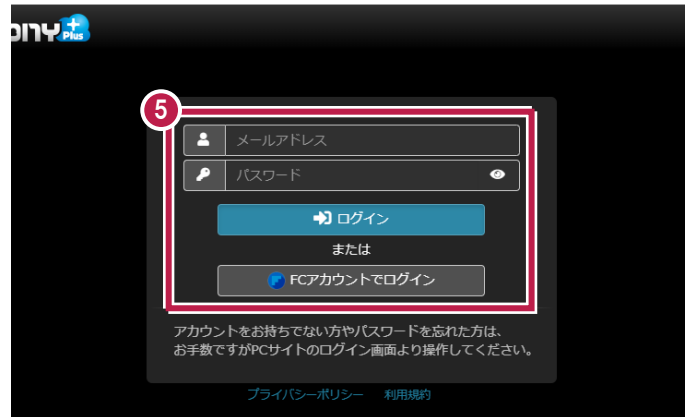 Plus
5
メールアドレス
パスワード
ログイン
または
FCアカウントでログイン
アカウントをお持ちでない方やパスワードを忘れた方は、
お手数ですがPCサイトのログイン画面より操作してください。
プライバシーポリシー 利用規約